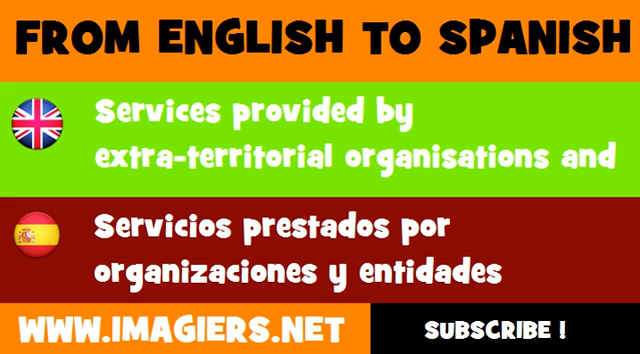 FROM ENGLISH TO SPANISH
Services provided by
extra-territorial organisations and
Servicios prestados por
organizaciones y entidades
WWW.IMAGIERS.NET
SUBSCRIBE !